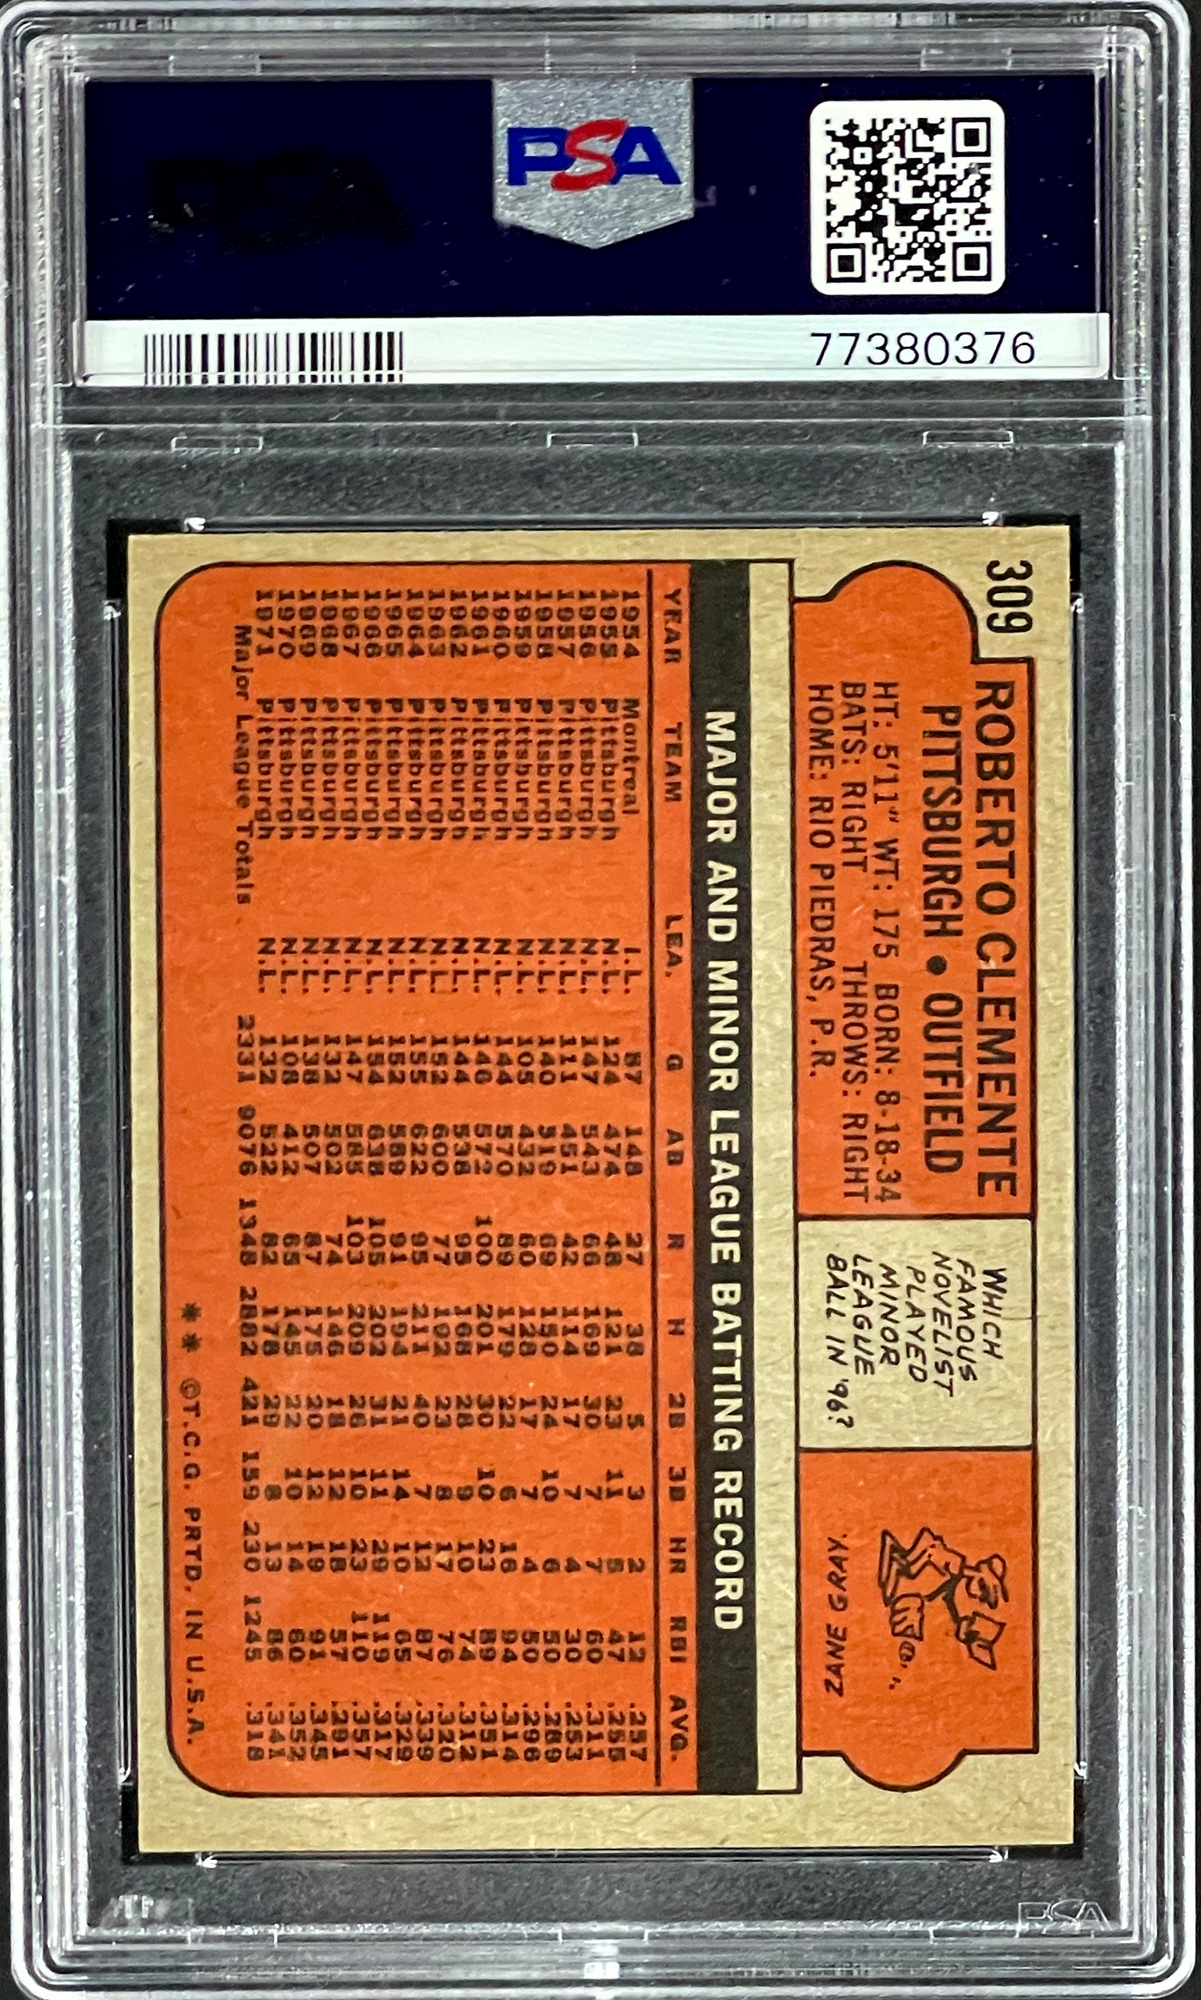 PSA
77380376
309
ROBERTO CLEMENTE
PITTSBURGH • OUTFIELD
HT: 5'11" WT: 175 BORN: 8-18-34
BATS: RIGHT THROWS: RIGHT
HOME: RIO PIEDRAS, P.R.
WHICH
FAMOUS
NOVELIST
PLAYED
MINOR
LEAGUE
BALL IN '96?
ZANE GRAY.
MAJOR AND MINOR LEAGUE BATTING RECORD
YEAR TEAM LEA. G AB R H 2B 3B HR RBI AVG.
1954 Montreal I.L. 87 148 27 38 5 3 2 12 .257
1955 Pittsburgh N.L. 124 474 48 121 23 11 5 47 .255
1956 Pittsburgh N.L. 147 543 66 169 30 7 7 60 .311
1957 Pittsburgh N.L. 111 451 42 114 17 7 4 30 .253
1958 Pittsburgh N.L. 140 519 69 150 24 10 6 50 .289
1959 Pittsburgh N.L. 105 432 60 128 17 7 4 50 .296
1960 Pittsburgh N.L. 144 570 89 179 22 6 16 94 .314
1961 Pittsburgh N.L. 146 572 100 201 30 10 23 89 .351
1962 Pittsburgh N.L. 144 538 95 168 28 9 10 74 .312
1963 Pittsburgh N.L. 152 600 77 192 23 8 17 76 .320
1964 Pittsburgh N.L. 155 622 95 211 40 7 12 87 .339
1965 Pittsburgh N.L. 152 589 91 194 21 14 10 65 .329
1966 Pittsburgh N.L. 154 638 105 202 31 11 29 119 .317
1967 Pittsburgh N.L. 147 585 103 209 26 10 23 110 .357
1968 Pittsburgh N.L. 132 502 74 146 18 12 18 57 .291
1969 Pittsburgh N.L. 138 507 87 175 20 12 19 91 .345
1970 Pittsburgh N.L. 108 412 65 145 22 10 14 60 .352
1971 Pittsburgh N.L. 132 522 82 178 29 8 13 86 .341
Major League Totals 2331 9076 1348 2882 421 159 230 1245 .318
** ©T.C.G. PRTD. IN U.S.A.
PSA